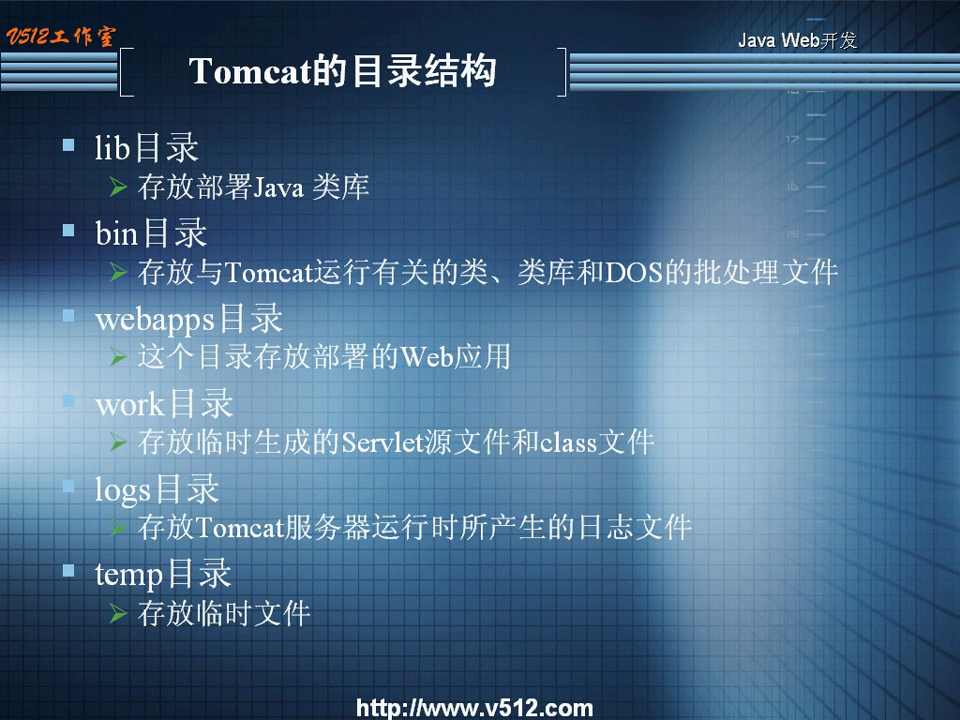 V512工作室
Java Web开发
Tomcat的目录结构
lib目录
存放部署Java 类库
bin目录
存放与Tomcat运行有关的类、类库和DOS的批处理文件
webapps目录
这个目录存放部署的Web应用
work目录
存放临时生成的Servlet源文件和class文件
logs目录
存放Tomcat服务器运行时所产生的日志文件
temp目录
存放临时文件
http://www.v512.com
17
16
15